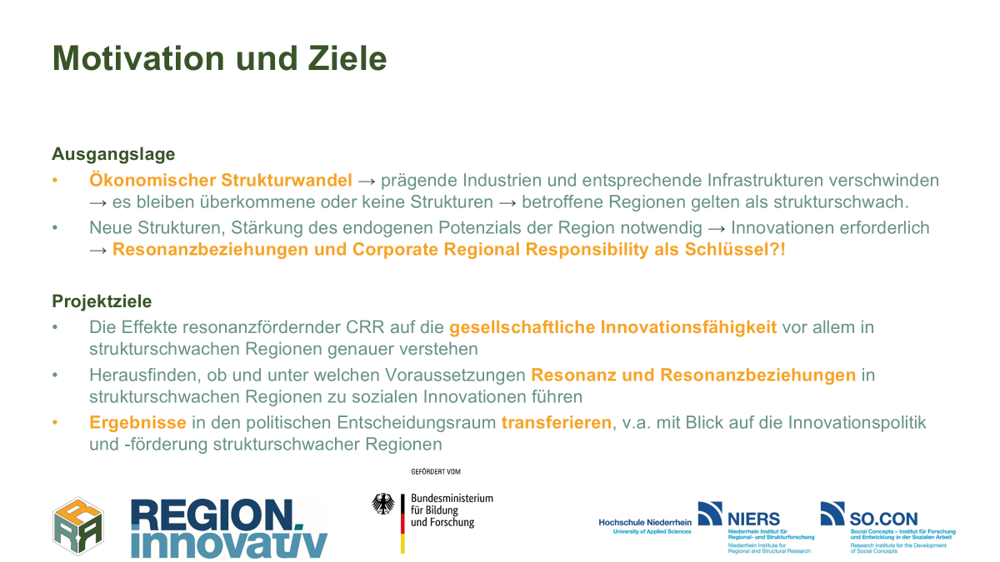 Motivation und Ziele
Ausgangslage
• Ökonomischer Strukturwandel → prägende Industrien und entsprechende Infrastrukturen verschwinden
→ es bleiben überkommene oder keine Strukturen → betroffene Regionen gelten als strukturschwach.
• Neue Strukturen, Stärkung des endogenen Potenzials der Region notwendig → Innovationen erforderlich
→ Resonanzbeziehungen und Corporate Regional Responsibility als Schlüssel?!
Projektziele
• Die Effekte resonanzfördernder CRR auf die gesellschaftliche Innovationsfähigkeit vor allem in
strukturschwachen Regionen genauer verstehen
• Herausfinden, ob und unter welchen Voraussetzungen Resonanz und Resonanzbeziehungen in
strukturschwachen Regionen zu sozialen Innovationen führen
• Ergebnisse in den politischen Entscheidungsraum transferieren, v.a. mit Blick auf die Innovationspolitik
und -förderung strukturschwacher Regionen
RRA
REGION.
innovativ
GEFÖRDERT VOM
Bundesministerium
für Bildung
und Forschung
Hochschule Niederrhein
University of Applied Sciences
NIERS
Niederrhein Institut für
Regional- und Strukturforschung
Niederrhein Institute for
Regional and Structural Research
SO.CON
Social Concepts – Institut für Forschung
und Entwicklung in der Sozialen Arbeit
Research Institute for the Development
of Social Concepts